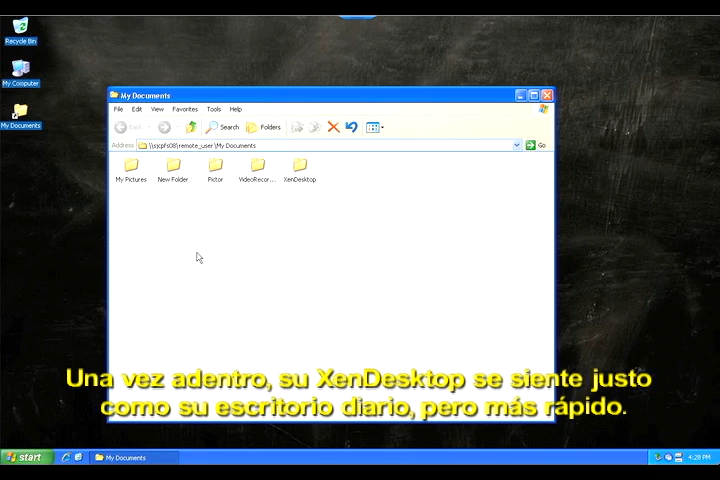 Recycle Bin
My Computer
My Documents
My Documents
File Edit View Favorites Tools Help
Back Search Folders
Address \\sjcpfs08\remote_user\My Documents Go
My Pictures New Folder Pictor VideoRecor... XenDesktop
Una vez adentro, su XenDesktop se siente justo
como su escritorio diario, pero más rápido.
start My Documents 4:28 PM